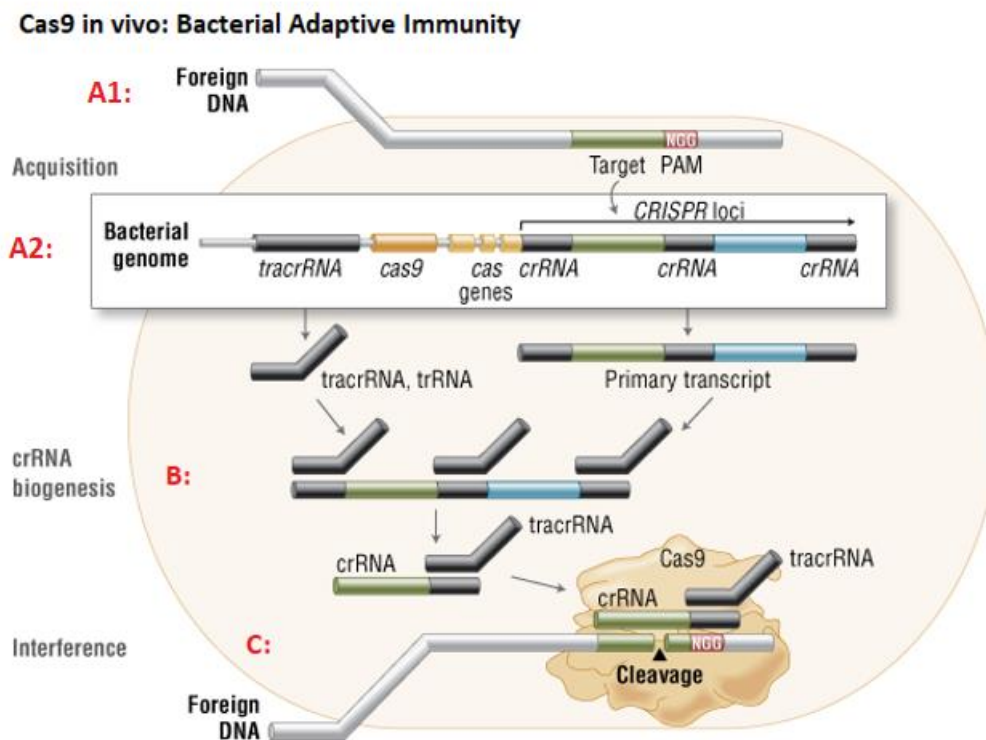 Cas9 in vivo: Bacterial Adaptive Immunity
A1:
Foreign
DNA
NGG
Acquisition
Target PAM
CRISPR loci
A2:
Bacterial
genome
tracrRNA
cas9
cas
genes
crRNA
crRNA
crRNA
tracrRNA, trRNA
Primary transcript
crRNA
biogenesis
B:
tracrRNA
crRNA
Cas9
tracrRNA
crRNA
Interference
C:
NGG
Cleavage
Foreign
DNA